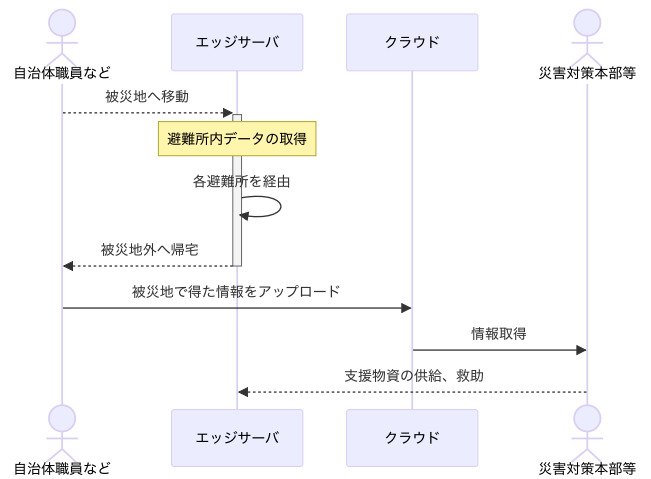 自治体職員など
エッジサーバ
クラウド
災害対策本部等
被災地へ移動
避難所内データの取得
各避難所を経由
被災地外へ帰宅
被災地で得た情報をアップロード
情報取得
支援物資の供給、救助
自治体職員など
エッジサーバ
クラウド
災害対策本部等